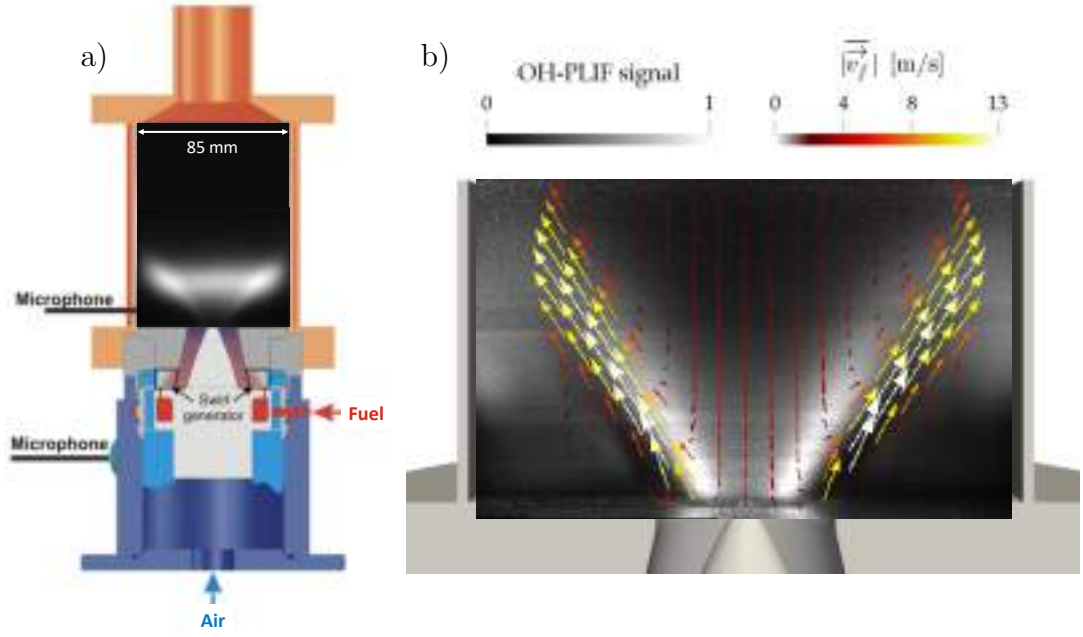 a)
85 mm
Microphone
Swirl
generator
Fuel
Microphone
Air
b)
OH-PLIF signal
0 1
|v_f| [m/s]
0 4 8 13